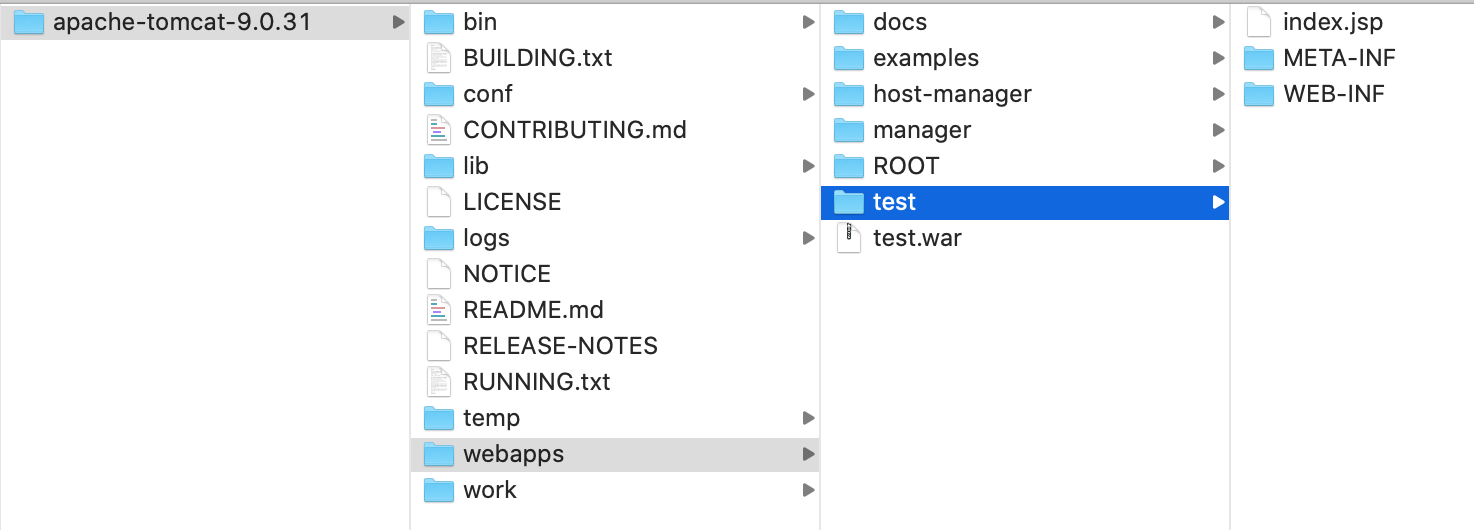 apache-tomcat-9.0.31
bin
BUILDING.txt
conf
CONTRIBUTING.md
lib
LICENSE
logs
NOTICE
README.md
RELEASE-NOTES
RUNNING.txt
temp
webapps
work
docs
examples
host-manager
manager
ROOT
test
test.war
index.jsp
META-INF
WEB-INF